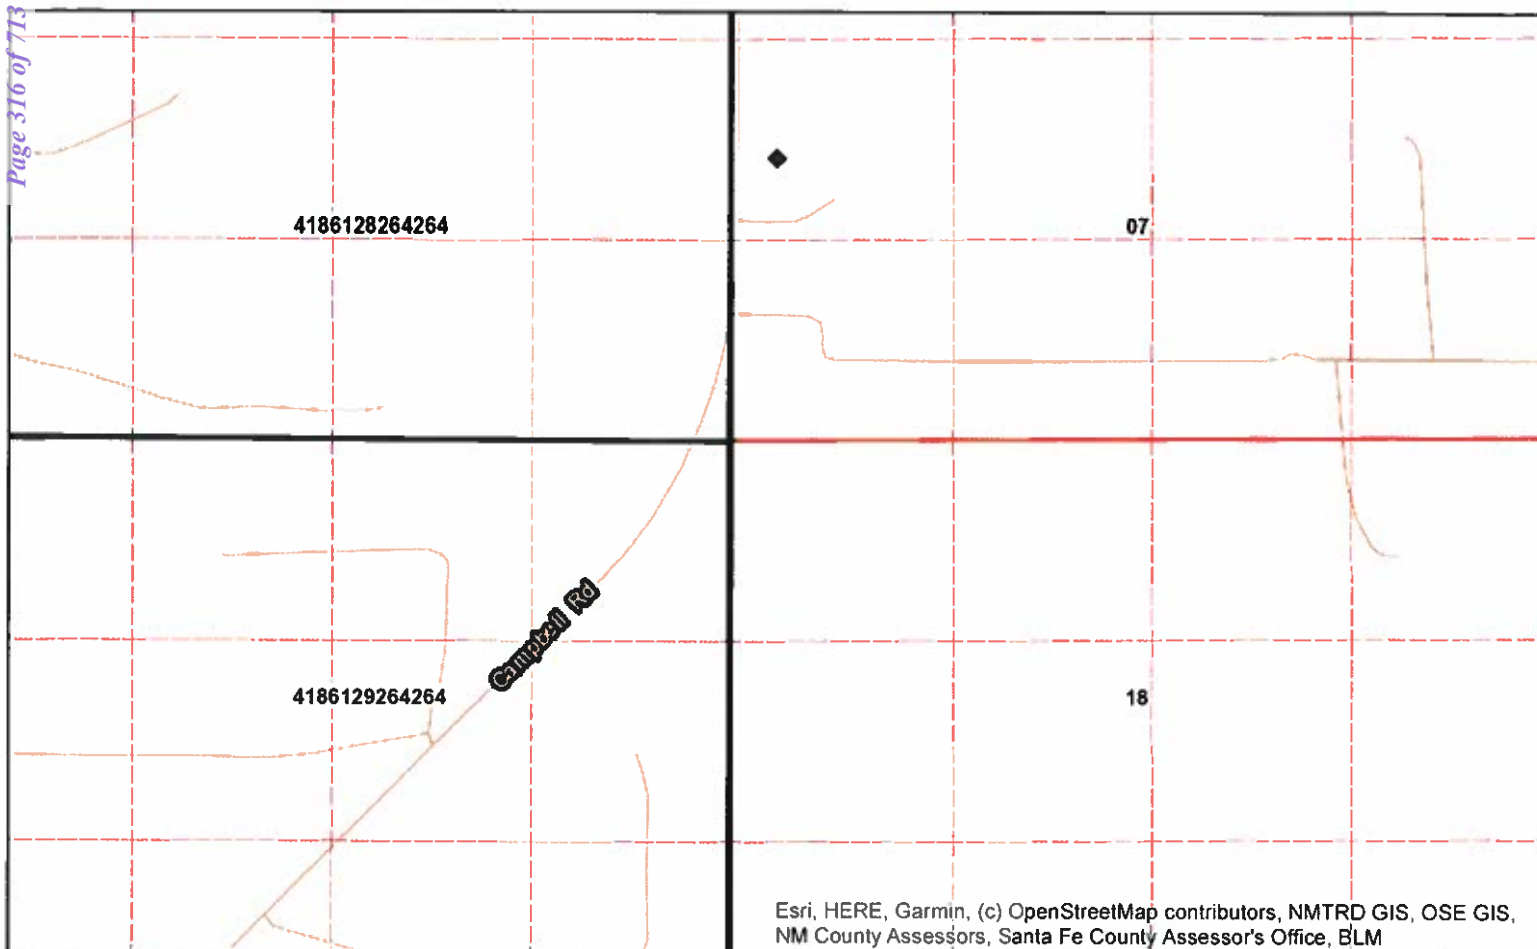 Page 316 of 713
4186128264264
07
Campbell Rd
4186129264264
18
Esri, HERE, Garmin, (c) OpenStreetMap contributors, NMTRD GIS, OSE GIS,
NM County Assessors, Santa Fe County Assessor's Office, BLM